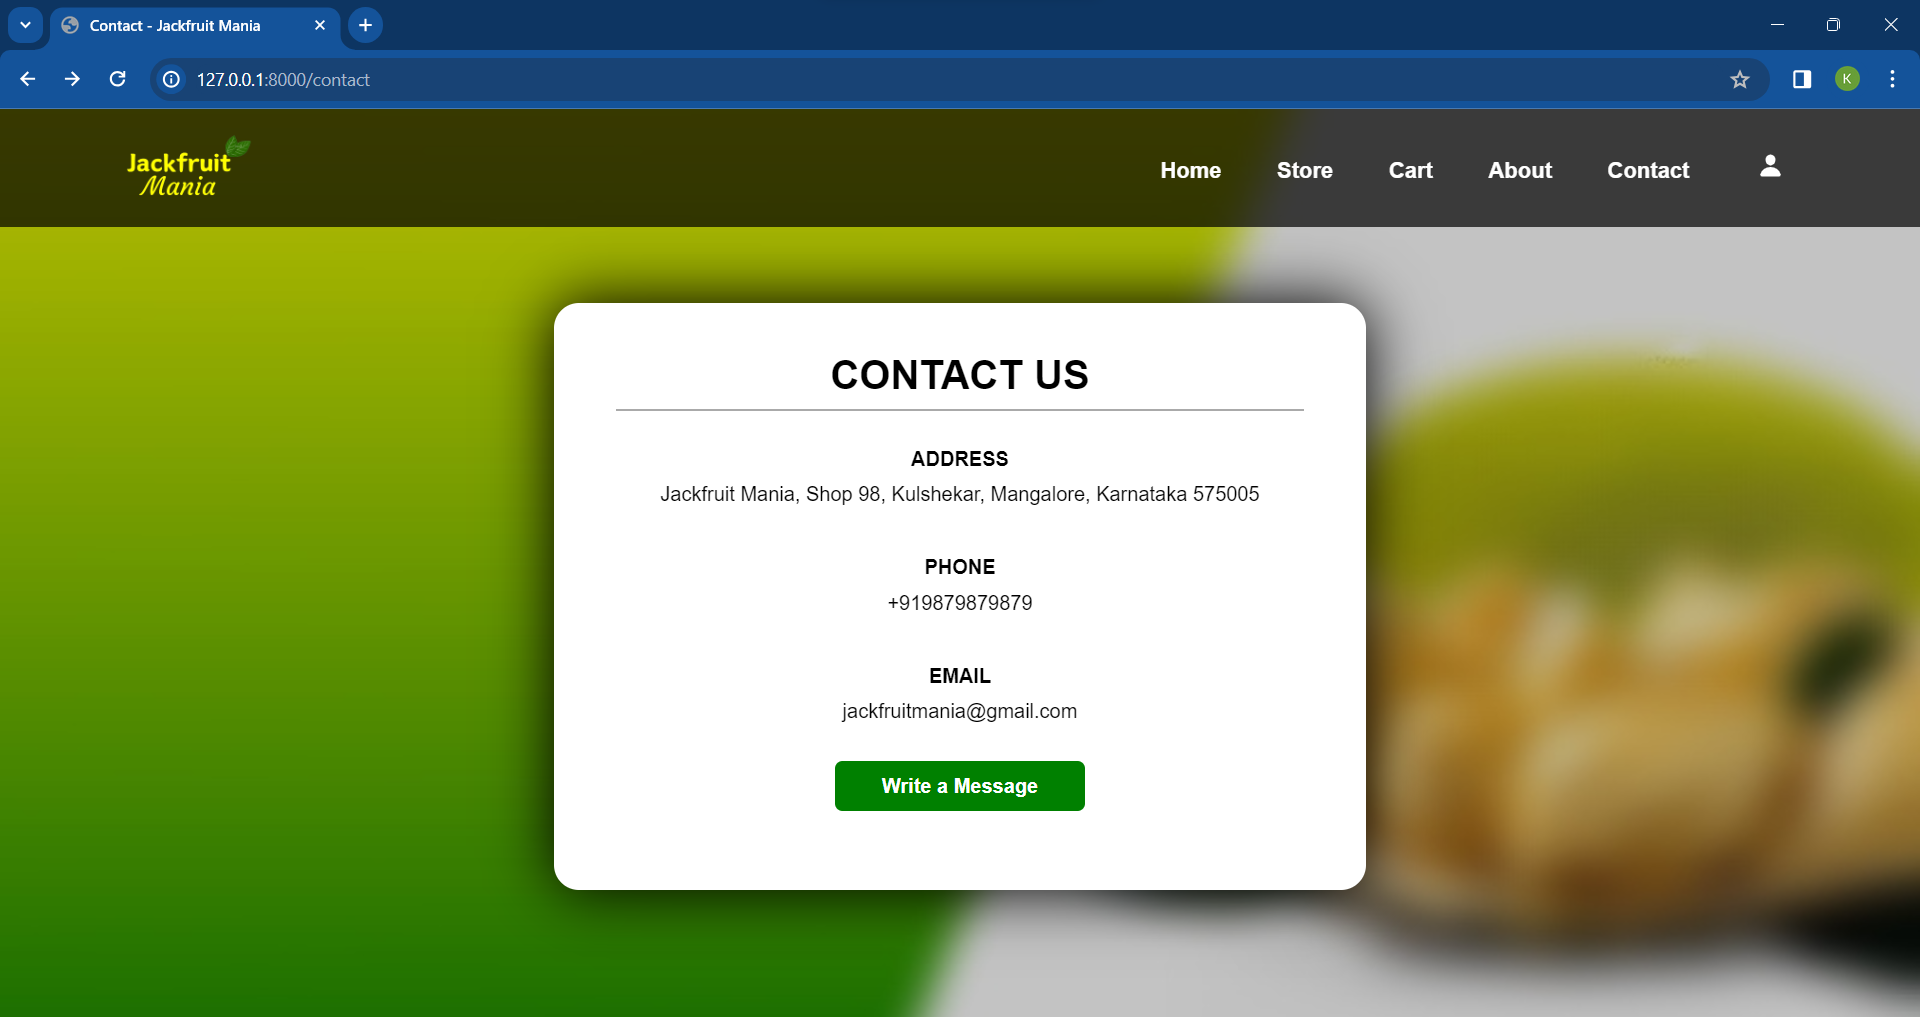 Contact - Jackfruit Mania
127.0.0.1:8000/contact
K
Jackfruit
Mania
Home Store Cart About Contact
CONTACT US
ADDRESS
Jackfruit Mania, Shop 98, Kulshekar, Mangalore, Karnataka 575005
PHONE
+919879879879
EMAIL
jackfruitmania@gmail.com
Write a Message